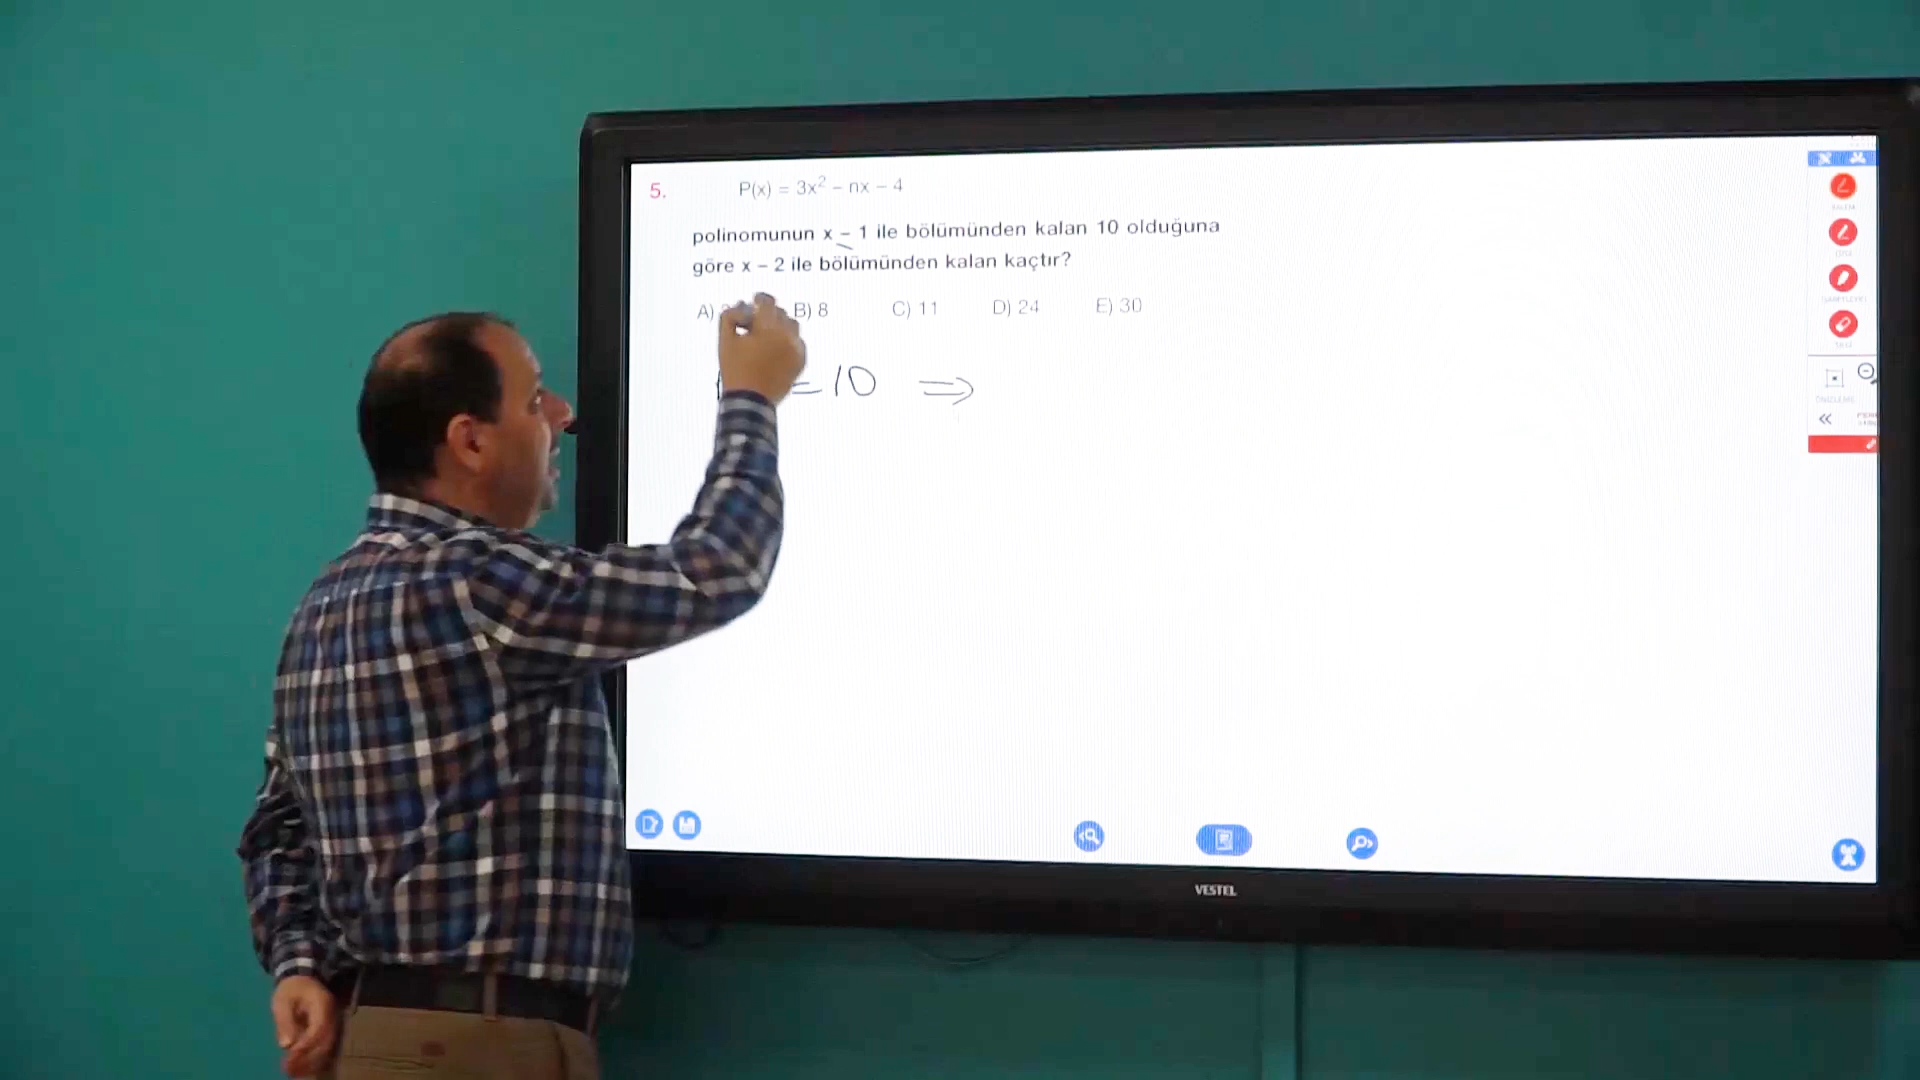 5. P(x) = 3x² – nx – 4
polinomunun x – 1 ile bölümünden kalan 10 olduğuna
göre x – 2 ile bölümünden kalan kaçtır?
A) B) 8 C) 11 D) 24 E) 30
= 10 ⇒
VESTEL